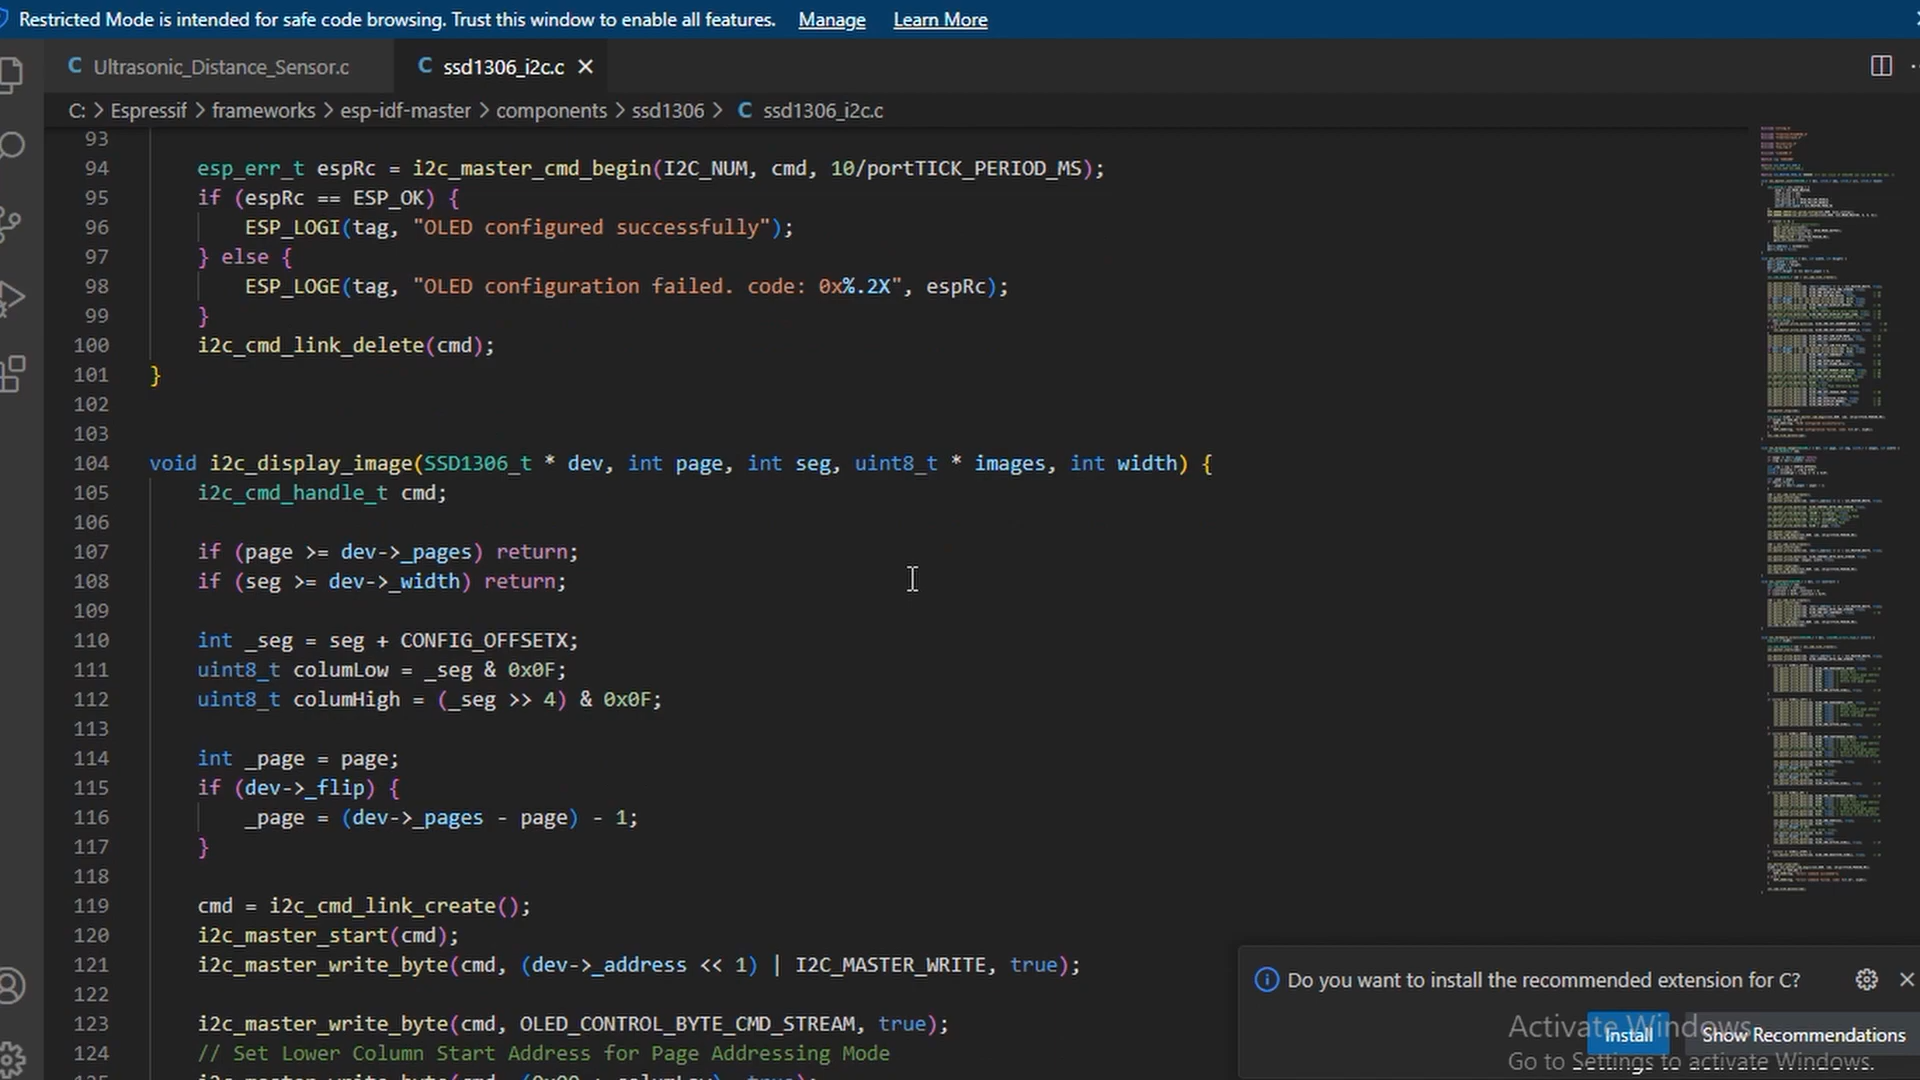 Restricted Mode is intended for safe code browsing. Trust this window to enable all features. Manage Learn More
C Ultrasonic_Distance_Sensor.c C ssd1306_i2c.c
C: > Espressif > frameworks > esp-idf-master > components > ssd1306 > C ssd1306_i2c.c
93
94 esp_err_t espRc = i2c_master_cmd_begin(I2C_NUM, cmd, 10/portTICK_PERIOD_MS);
95 if (espRc == ESP_OK) {
96 ESP_LOGI(tag, "OLED configured successfully");
97 } else {
98 ESP_LOGE(tag, "OLED configuration failed. code: 0x%.2X", espRc);
99 }
100 i2c_cmd_link_delete(cmd);
101 }
102
103
104 void i2c_display_image(SSD1306_t * dev, int page, int seg, uint8_t * images, int width) {
105 i2c_cmd_handle_t cmd;
106
107 if (page >= dev->_pages) return;
108 if (seg >= dev->_width) return;
109
110 int _seg = seg + CONFIG_OFFSETX;
111 uint8_t columLow = _seg & 0x0F;
112 uint8_t columHigh = (_seg >> 4) & 0x0F;
113
114 int _page = page;
115 if (dev->_flip) {
116 _page = (dev->_pages - page) - 1;
117 }
118
119 cmd = i2c_cmd_link_create();
120 i2c_master_start(cmd);
121 i2c_master_write_byte(cmd, (dev->_address << 1) | I2C_MASTER_WRITE, true);
122
123 i2c_master_write_byte(cmd, OLED_CONTROL_BYTE_CMD_STREAM, true);
124 // Set Lower Column Start Address for Page Addressing Mode
Do you want to install the recommended extension for C?
Install Show Recommendations
Activate Windows
Go to Settings to activate Windows.